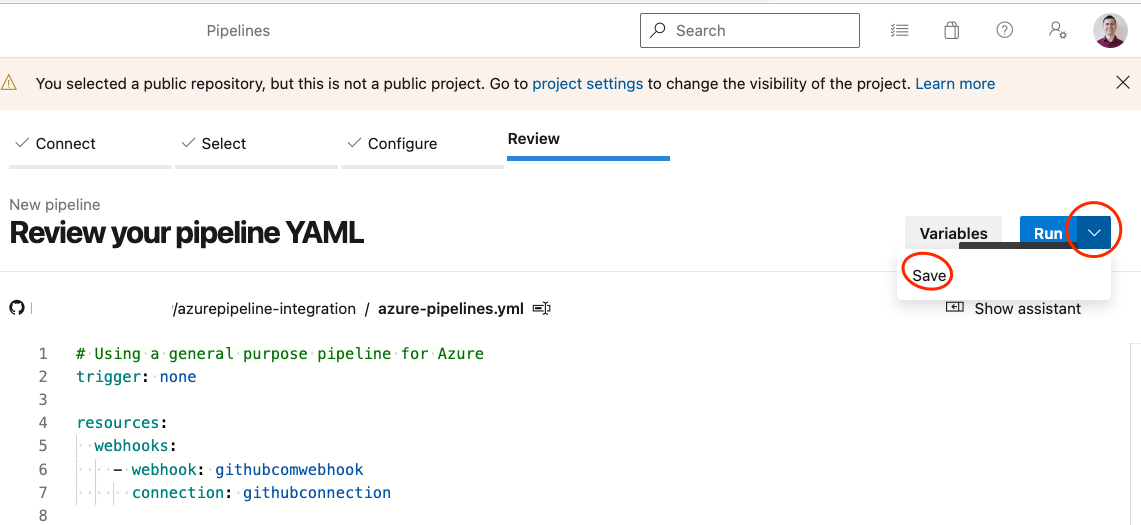 Pipelines
Search
You selected a public repository, but this is not a public project. Go to project settings to change the visibility of the project. Learn more
Connect
Select
Configure
Review
New pipeline
Review your pipeline YAML
Variables
Run
Save
/azurepipeline-integration / azure-pipelines.yml
Show assistant
1 # Using a general purpose pipeline for Azure
2 trigger: none
3
4 resources:
5   webhooks:
6     - webhook: githubcomwebhook
7       connection: githubconnection
8